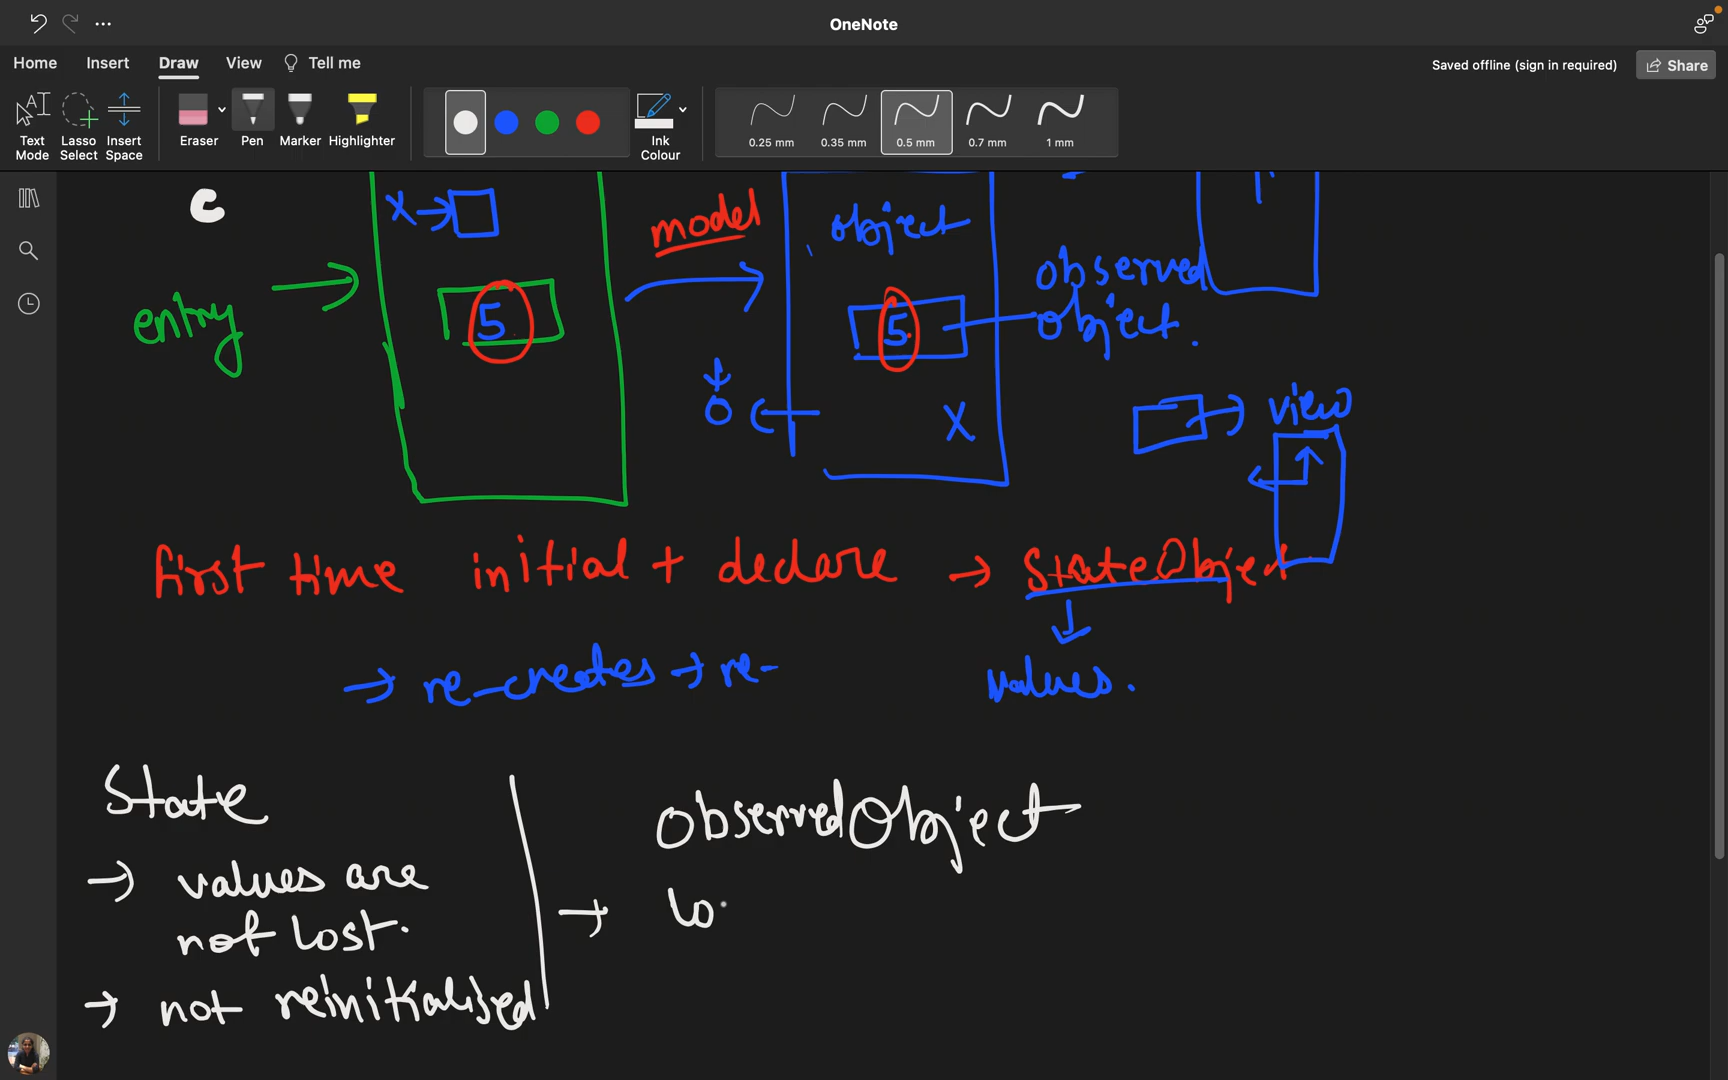 OneNote
Home Insert Draw View Tell me
Saved offline (sign in required) Share
Text Mode
Lasso Select
Insert Space
Eraser
Pen
Marker
Highlighter
Ink Colour
0.25 mm
0.35 mm
0.5 mm
0.7 mm
1 mm
C
X
model
object
entry
5
5
observed
object.
X
view
first time initial + declare → StateObject
→ re-creates → re-
values.
State
→ values are
not lost.
→ not reinitialised
observedObject
→ lo